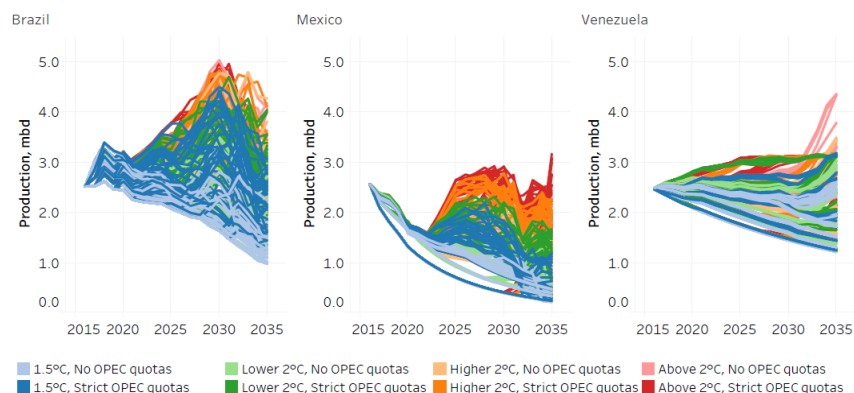 Brazil Mexico Venezuela
5.0 5.0 5.0
4.0 4.0 4.0
3.0 3.0 3.0
2.0 2.0 2.0
1.0 1.0 1.0
0.0 0.0 0.0
Production, mbd Production, mbd Production, mbd
2015 2020 2025 2030 2035 2015 2020 2025 2030 2035 2015 2020 2025 2030 2035
1.5ºC, No OPEC quotas Lower 2ºC, No OPEC quotas Higher 2ºC, No OPEC quotas Above 2ºC, No OPEC quotas
1.5ºC, Strict OPEC quotas Lower 2ºC, Strict OPEC quotas Higher 2ºC, Strict OPEC quotas Above 2ºC, Strict OPEC quotas